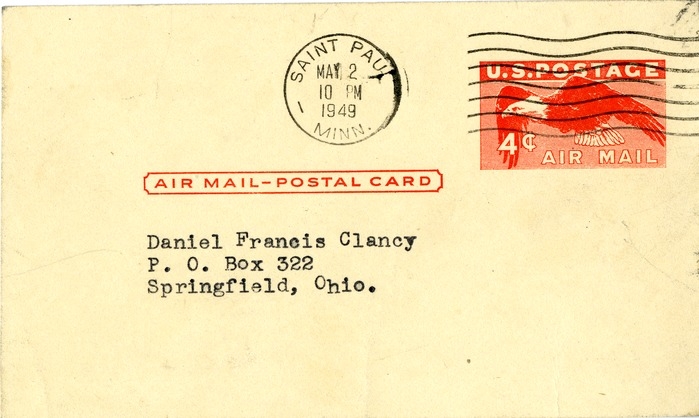 SAINT PAUL
MAY 2
10 PM
1949
MINN.
1
U.S. POSTAGE
4¢
AIR MAIL
AIR MAIL-POSTAL CARD
Daniel Francis Clancy
P. O. Box 322
Springfield, Ohio.